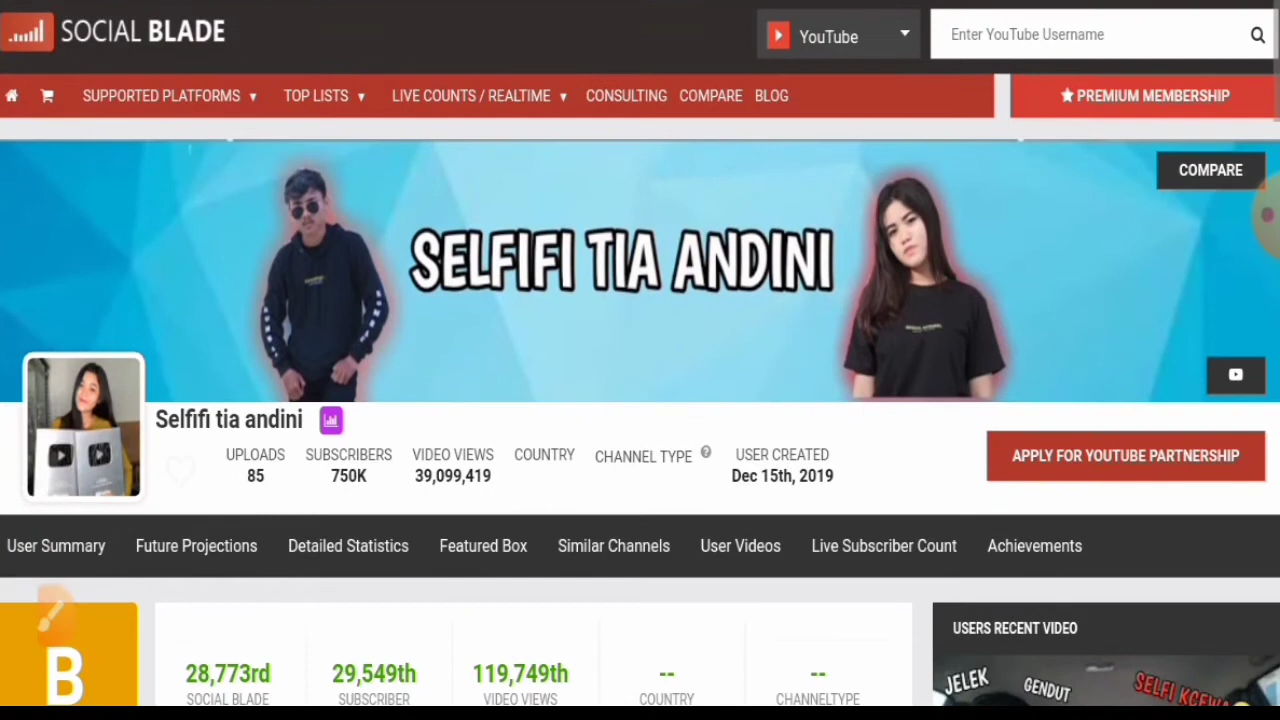 SOCIAL BLADE
YouTube
Enter YouTube Username
SUPPORTED PLATFORMS
TOP LISTS
LIVE COUNTS / REALTIME
CONSULTING
COMPARE
BLOG
PREMIUM MEMBERSHIP
COMPARE
SELFIFI TIA ANDINI
Selfifi tia andini
UPLOADS
85
SUBSCRIBERS
750K
VIDEO VIEWS
39,099,419
COUNTRY
CHANNEL TYPE
USER CREATED
Dec 15th, 2019
APPLY FOR YOUTUBE PARTNERSHIP
User Summary
Future Projections
Detailed Statistics
Featured Box
Similar Channels
User Videos
Live Subscriber Count
Achievements
B
28,773rd
SOCIAL BLADE
29,549th
SUBSCRIBER
119,749th
VIDEO VIEWS
--
COUNTRY
--
CHANNELTYPE
USERS RECENT VIDEO
JELEK
GENDUT
SELFI